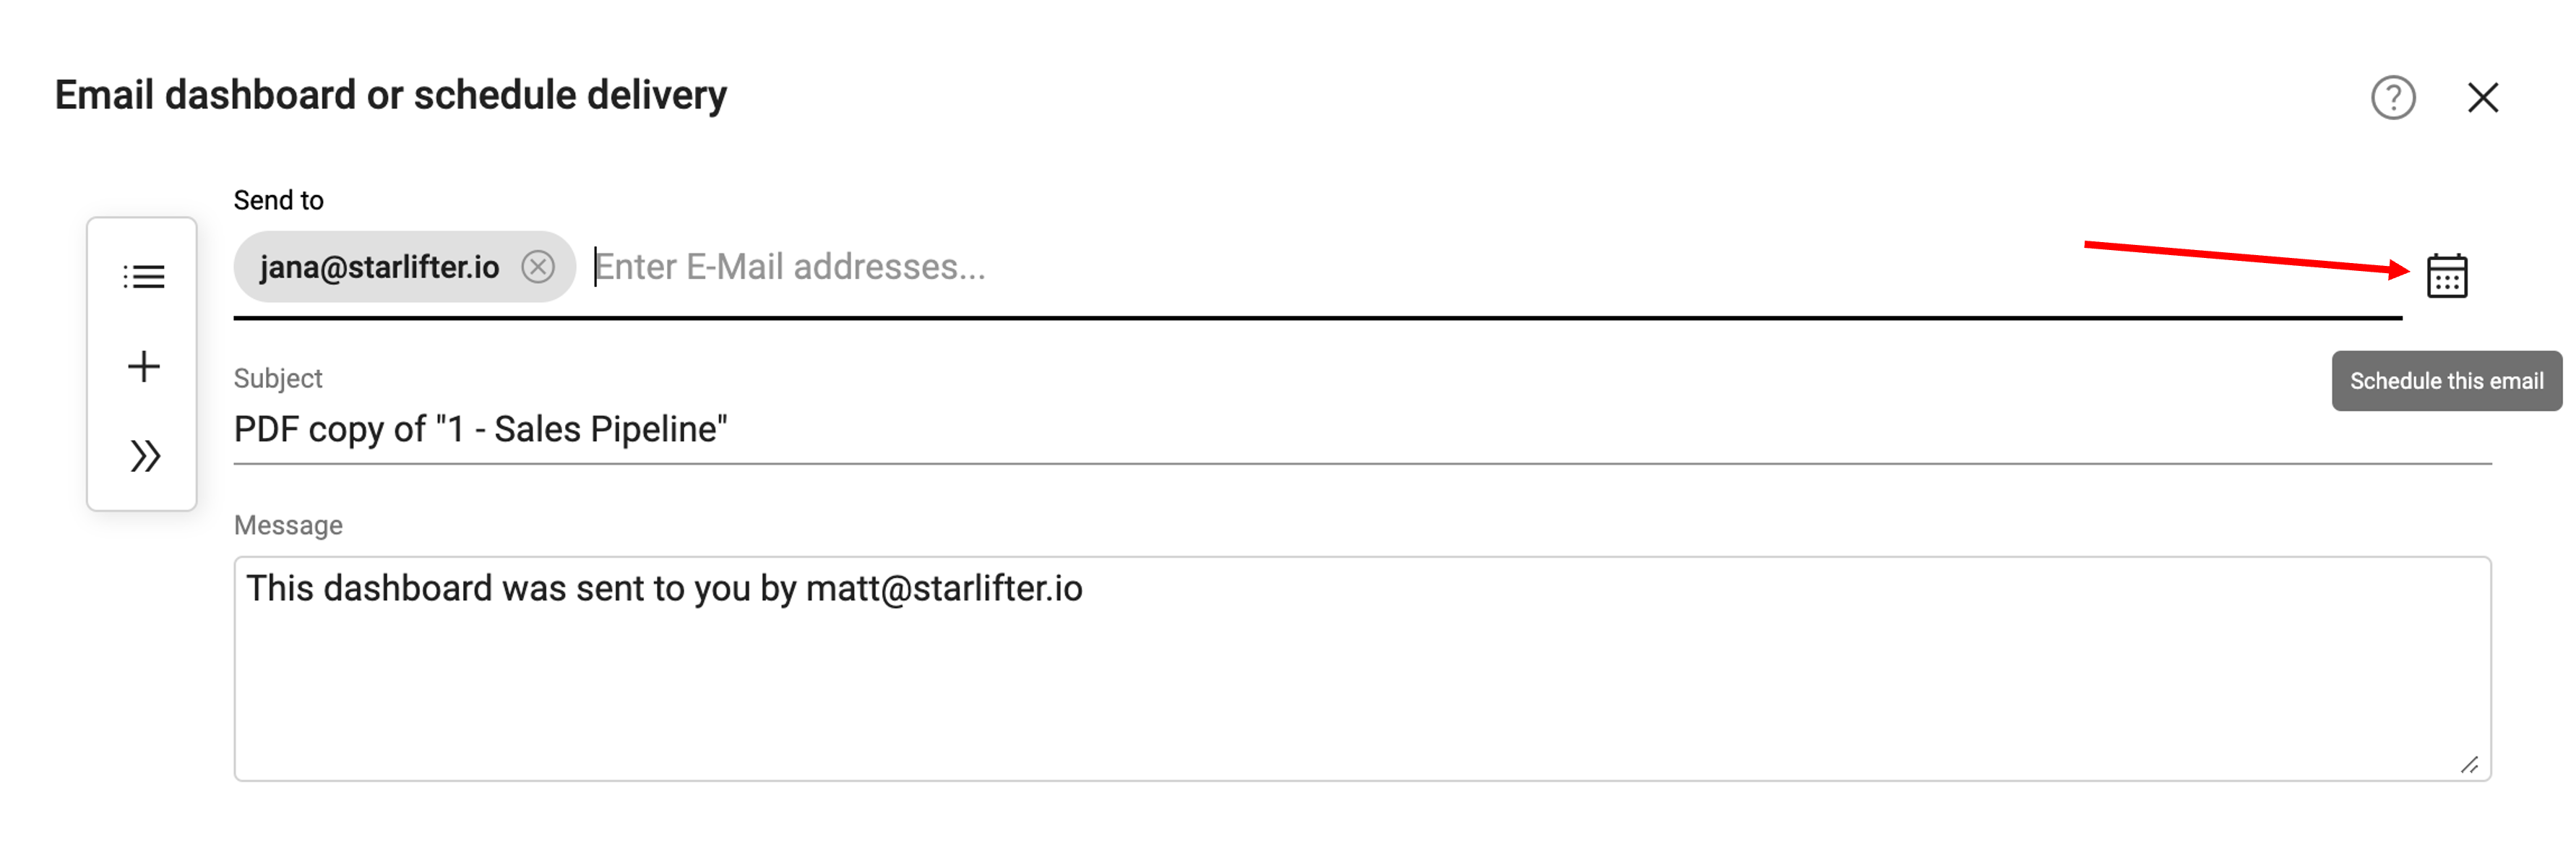 Email dashboard or schedule delivery
Send to
jana@starlifter.io Enter E-Mail addresses...
Schedule this email
Subject
PDF copy of "1 - Sales Pipeline"
Message
This dashboard was sent to you by matt@starlifter.io